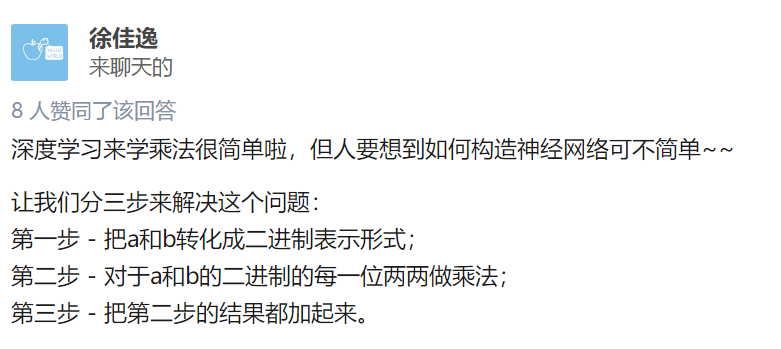 徐佳逸
来聊天的
HELLO
WORLD
8 人赞同了该回答
深度学习来学乘法很简单啦，但人要想到如何构造神经网络可不简单~~
让我们分三步来解决这个问题：
第一步 - 把a和b转化成二进制表示形式；
第二步 - 对于a和b的二进制的每一位两两做乘法；
第三步 - 把第二步的结果都加起来。